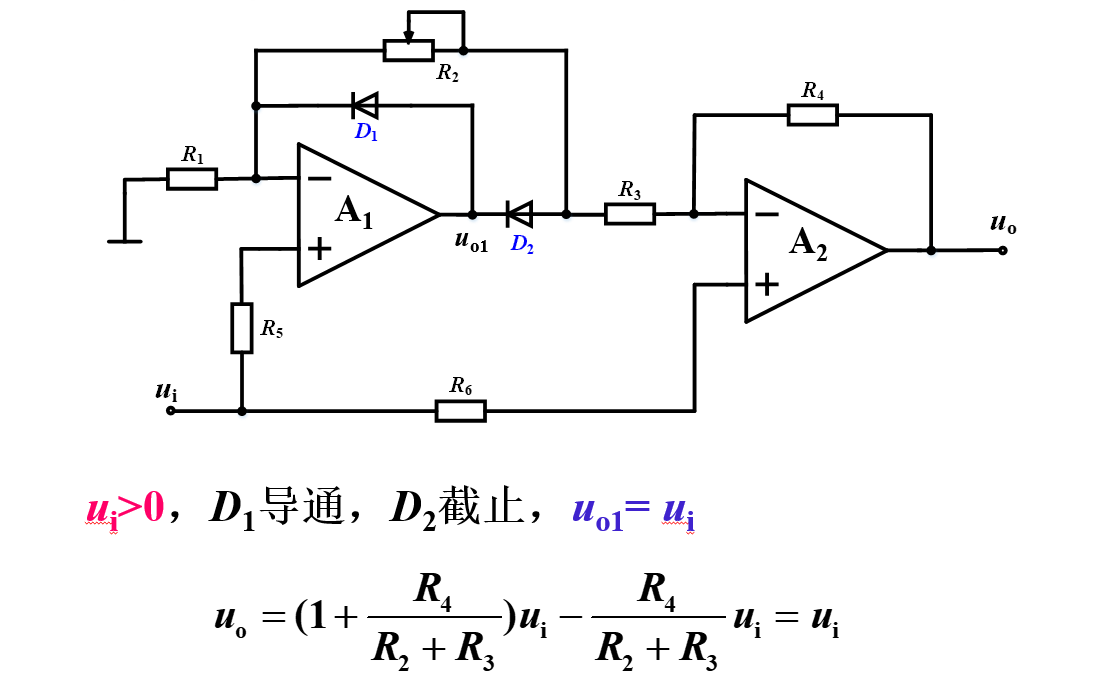 R₂
R₄
D₁
R₁
R₃
−
A₁
+
uₒ₁
D₂
−
A₂
+
uₒ
R₅
uᵢ
R₆
uᵢ>0，D₁导通，D₂截止，uₒ₁= uᵢ
uₒ = (1 + R₄/(R₂ + R₃))uᵢ − R₄/(R₂ + R₃) uᵢ = uᵢ